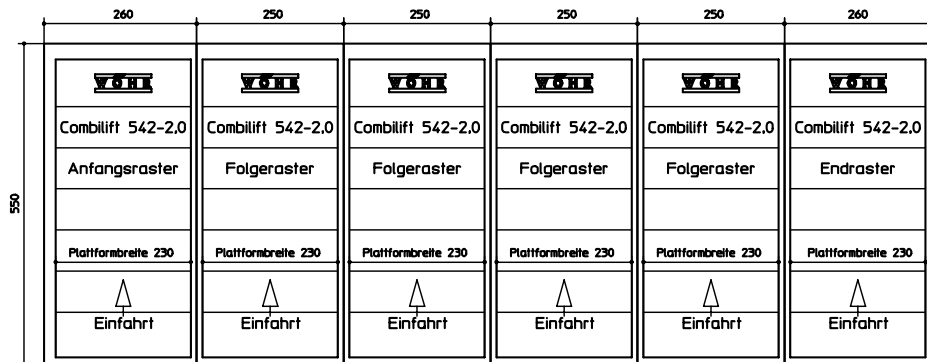 260 250 250 250 250 260
WÖHR WÖHR WÖHR WÖHR WÖHR WÖHR
Combilift 542-2,0 Combilift 542-2,0 Combilift 542-2,0 Combilift 542-2,0 Combilift 542-2,0 Combilift 542-2,0
Anfangsraster Folgeraster Folgeraster Folgeraster Folgeraster Endraster
550
Plattformbreite 230 Plattformbreite 230 Plattformbreite 230 Plattformbreite 230 Plattformbreite 230 Plattformbreite 230
Einfahrt Einfahrt Einfahrt Einfahrt Einfahrt Einfahrt